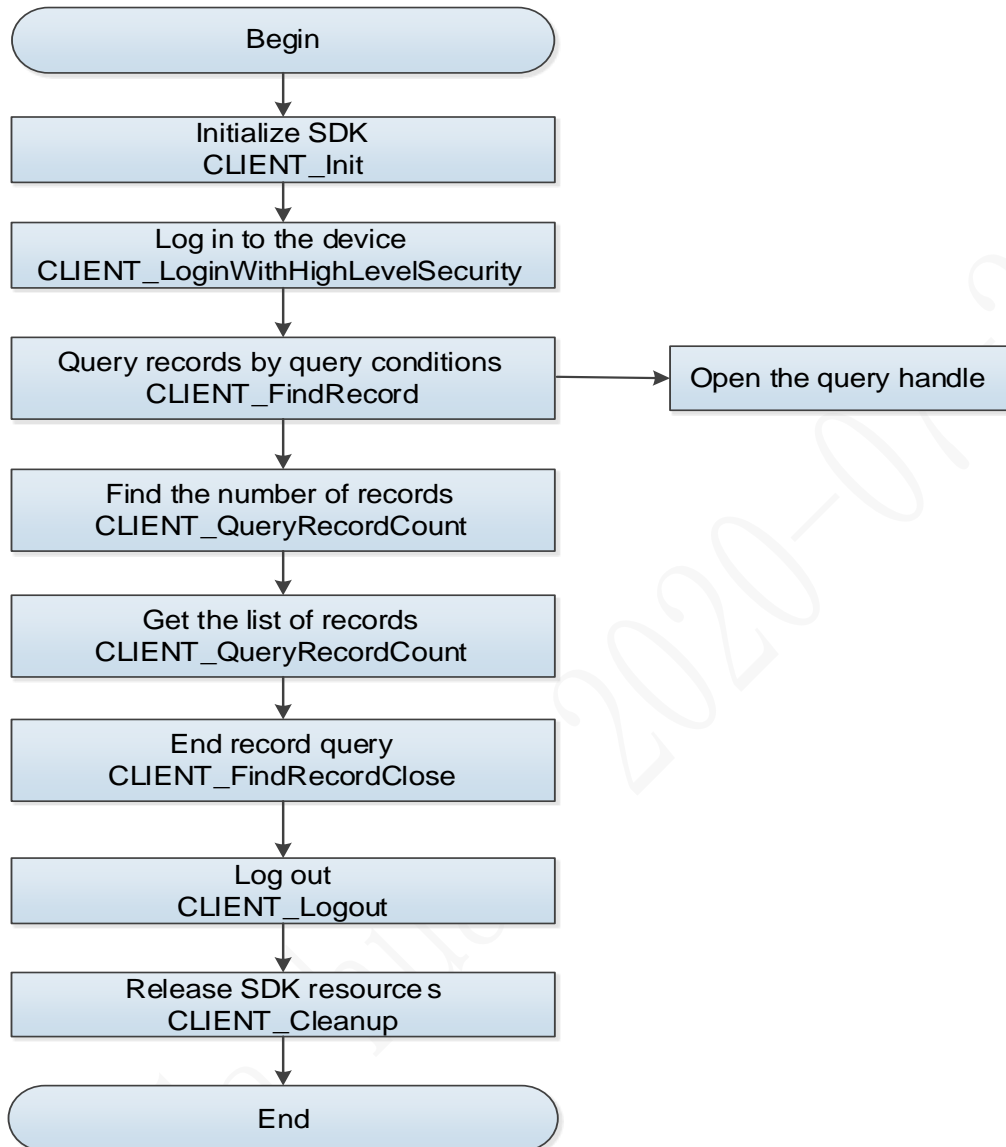 Begin
Initialize SDK
CLIENT_Init
Log in to the device
CLIENT_LoginWithHighLevelSecurity
Query records by query conditions
CLIENT_FindRecord
Open the query handle
Find the number of records
CLIENT_QueryRecordCount
Get the list of records
CLIENT_QueryRecordCount
End record query
CLIENT_FindRecordClose
Log out
CLIENT_Logout
Release SDK resources
CLIENT_Cleanup
End